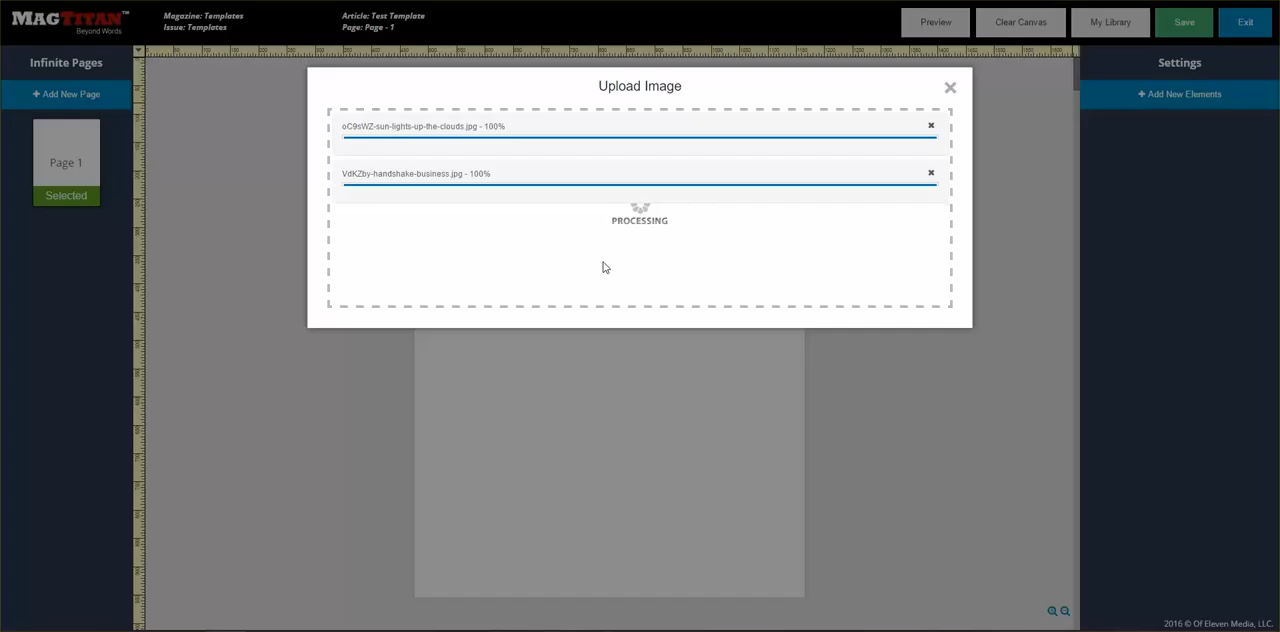 MAGTITAN™
Beyond Words
Magazine: Templates
Issue: Templates
Article: Test Template
Page: Page - 1
Preview
Clear Canvas
My Library
Save
Exit
Infinite Pages
Settings
+ Add New Page
+ Add New Elements
Page 1
Selected
Upload Image
oC9sWZ-sun-lights-up-the-clouds.jpg - 100%
VdKZby-handshake-business.jpg - 100%
PROCESSING
2016 © Of Eleven Media, LLC.